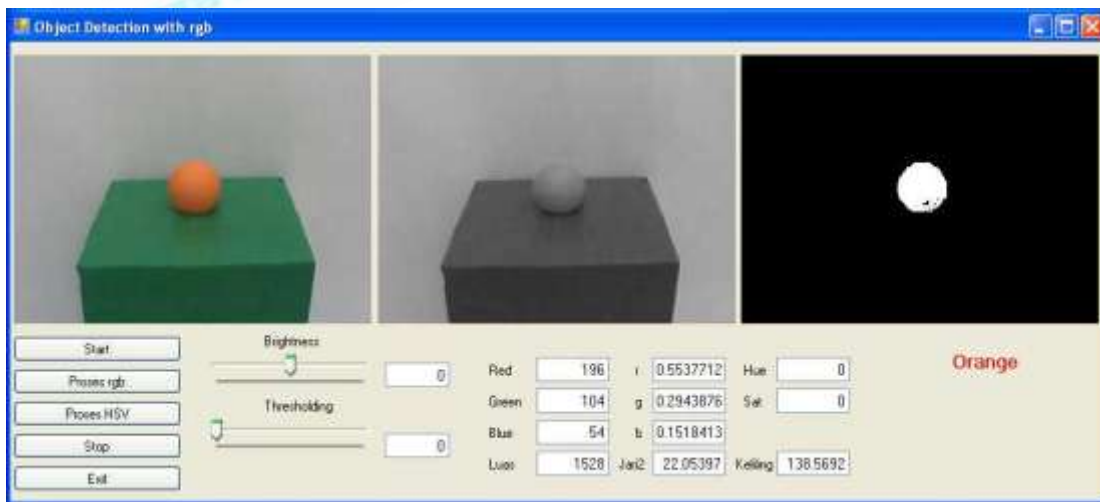 Object Detection with rgb
Start
Proses rgb
Proses HSV
Stop
Exit
Brightness
0
Thresholding
0
Red 196 r 0.5537712 Hue 0
Green 104 g 0.2943876 Sat 0
Blue 54 b 0.1518413
Luas 1528 Jari2 22.05397 Keliling 138.5692
Orange